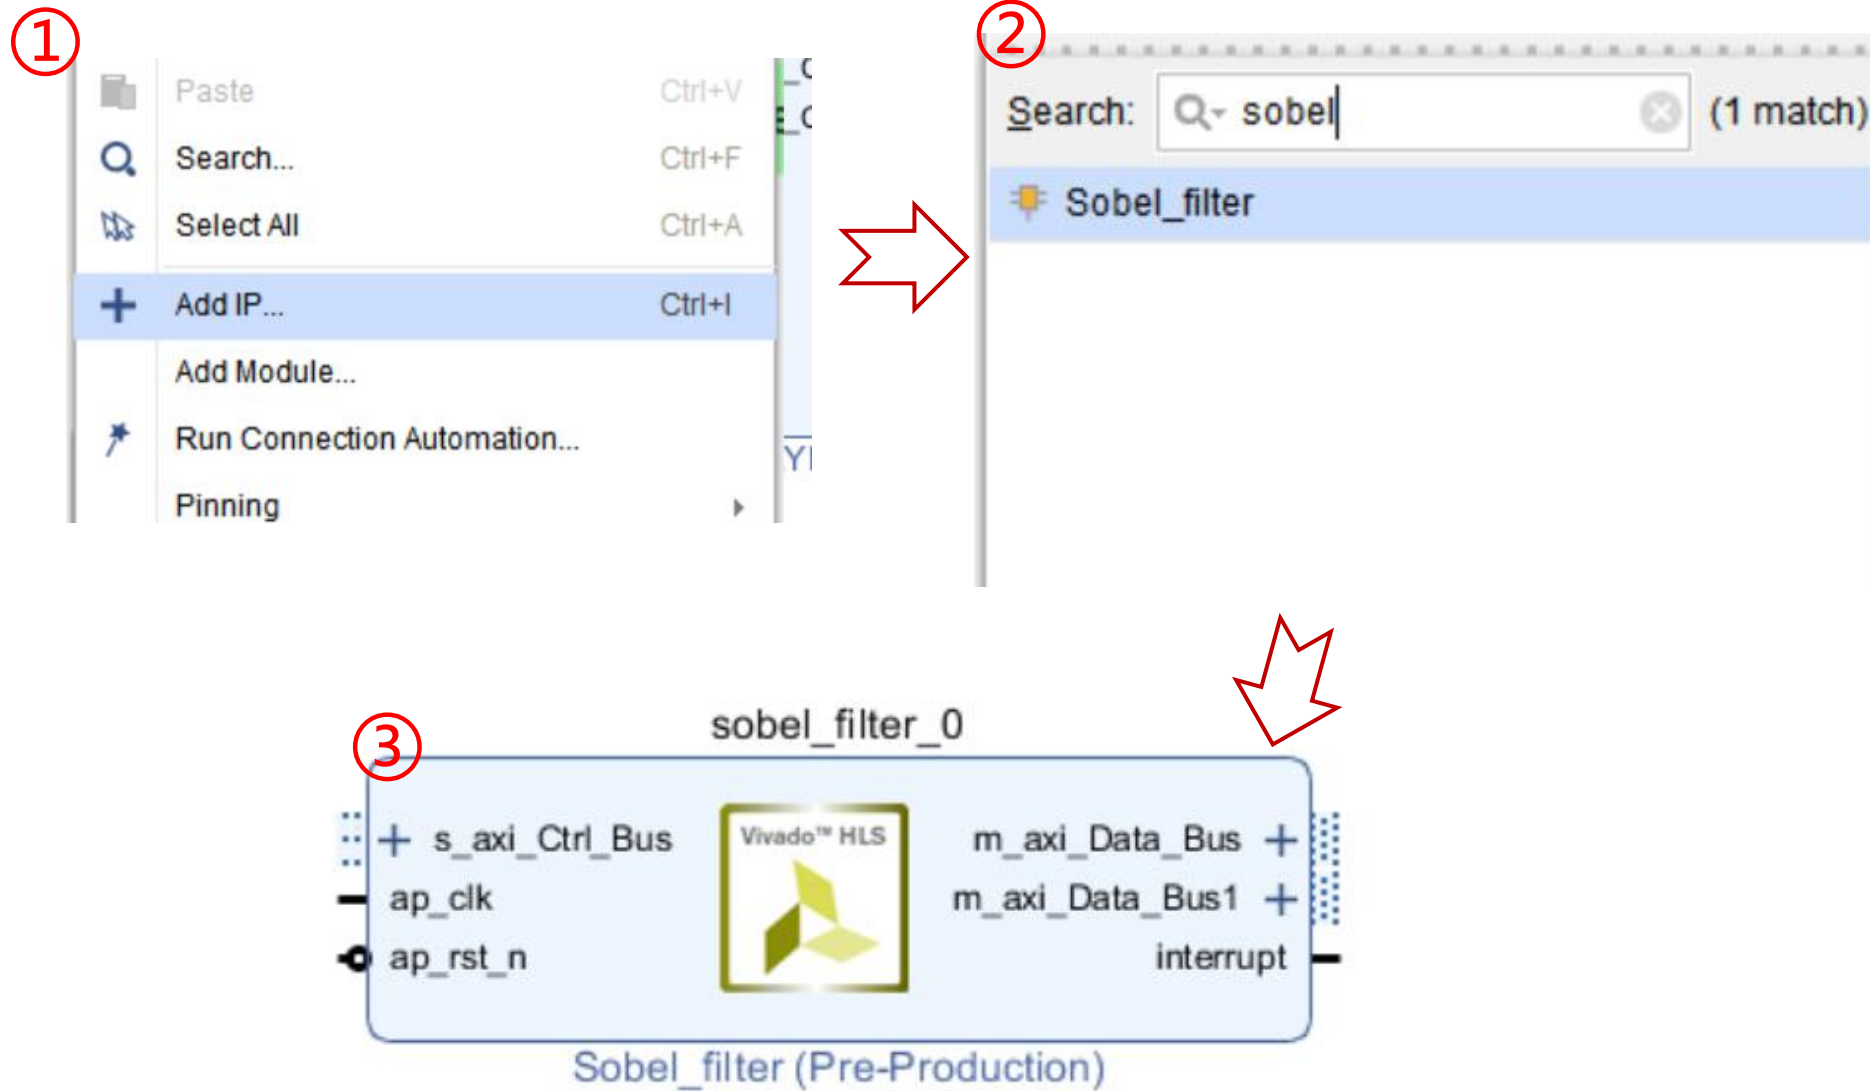 ①
Paste Ctrl+V
Search... Ctrl+F
Select All Ctrl+A
Add IP... Ctrl+I
Add Module...
Run Connection Automation...
Pinning
②
Search: sobel (1 match)
Sobel_filter
③
sobel_filter_0
s_axi_Ctrl_Bus
ap_clk
ap_rst_n
Vivado™ HLS
m_axi_Data_Bus
m_axi_Data_Bus1
interrupt
Sobel_filter (Pre-Production)